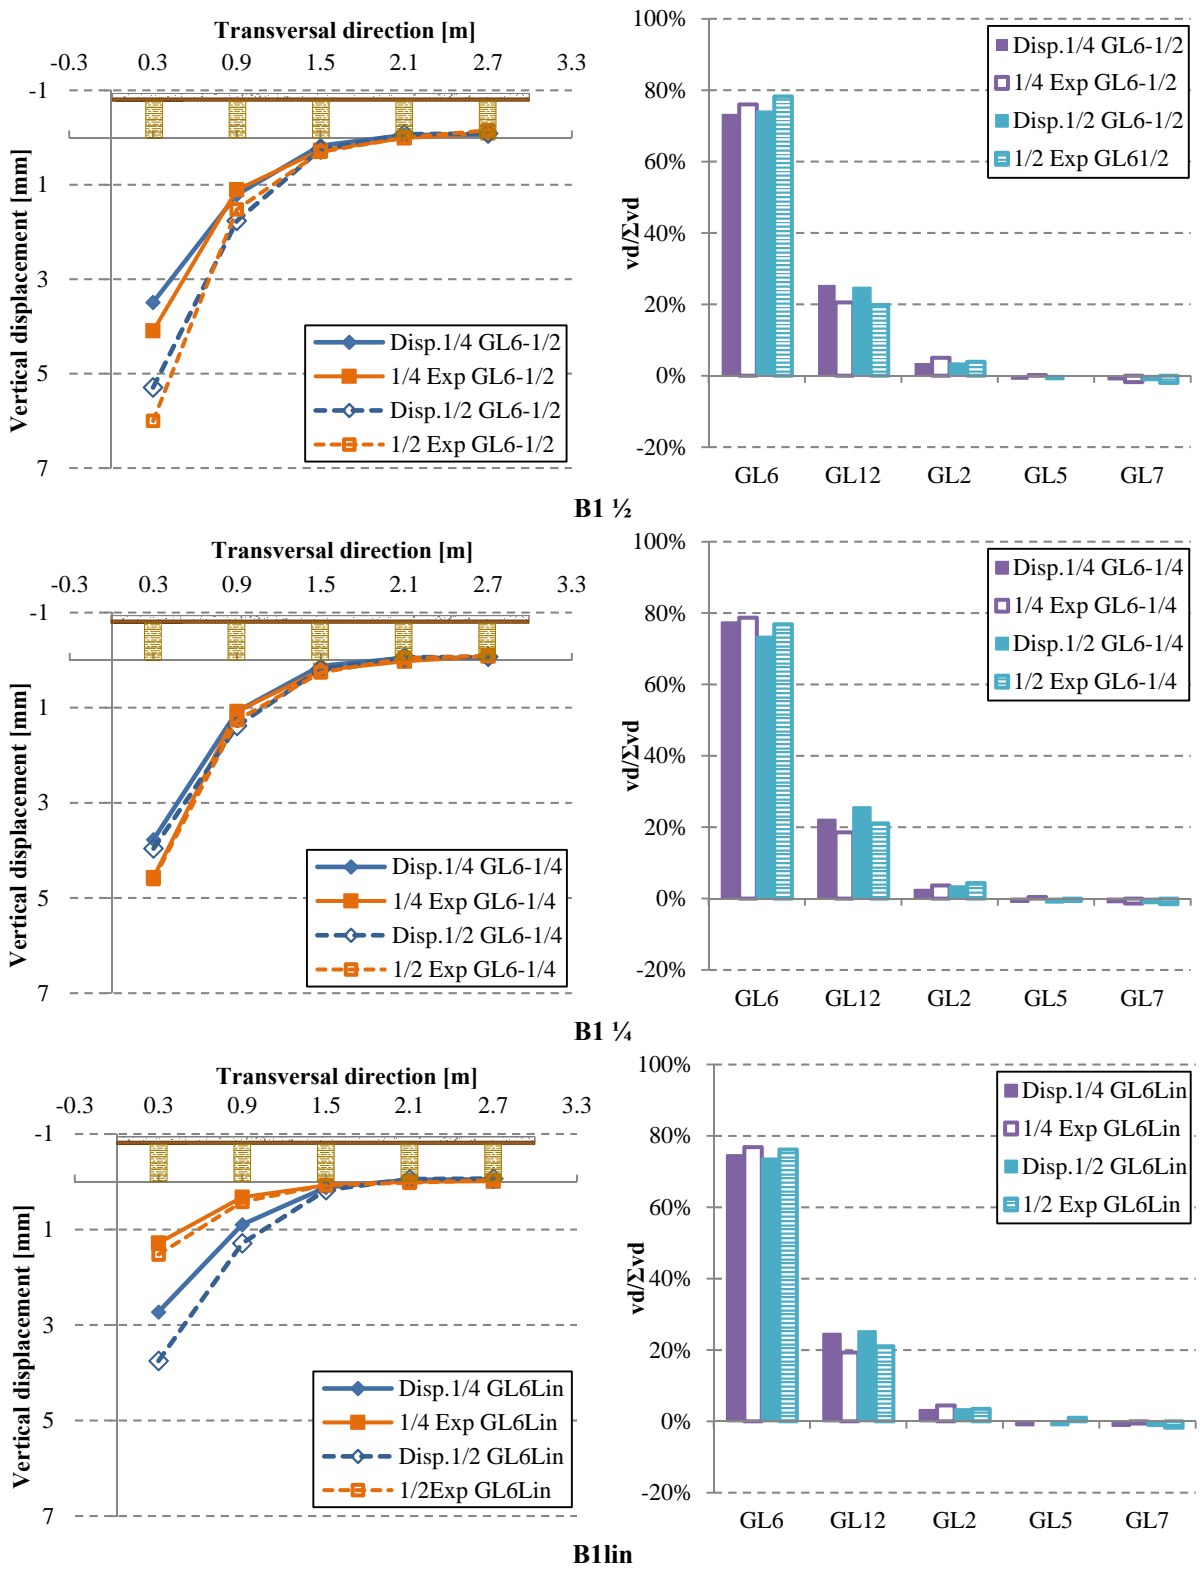 Transversal direction [m]
-0.3 0.3 0.9 1.5 2.1 2.7 3.3
-1
1
3
5
7
Vertical displacement [mm]
Disp.1/4 GL6-1/2
1/4 Exp GL6-1/2
Disp.1/2 GL6-1/2
1/2 Exp GL6-1/2
100%
80%
60%
40%
20%
0%
-20%
vd/Σvd
Disp.1/4 GL6-1/2
1/4 Exp GL6-1/2
Disp.1/2 GL6-1/2
1/2 Exp GL61/2
GL6 GL12 GL2 GL5 GL7
B1 ½
Transversal direction [m]
-0.3 0.3 0.9 1.5 2.1 2.7 3.3
-1
1
3
5
7
Vertical displacement [mm]
Disp.1/4 GL6-1/4
1/4 Exp GL6-1/4
Disp.1/2 GL6-1/4
1/2 Exp GL6-1/4
100%
80%
60%
40%
20%
0%
-20%
vd/Σvd
Disp.1/4 GL6-1/4
1/4 Exp GL6-1/4
Disp.1/2 GL6-1/4
1/2 Exp GL6-1/4
GL6 GL12 GL2 GL5 GL7
B1 ¼
Transversal direction [m]
-0.3 0.3 0.9 1.5 2.1 2.7 3.3
-1
1
3
5
7
Vertical displacement [mm]
Disp.1/4 GL6Lin
1/4 Exp GL6Lin
Disp.1/2 GL6Lin
1/2Exp GL6Lin
100%
80%
60%
40%
20%
0%
-20%
vd/Σvd
Disp.1/4 GL6Lin
1/4 Exp GL6Lin
Disp.1/2 GL6Lin
1/2 Exp GL6Lin
GL6 GL12 GL2 GL5 GL7
B1lin